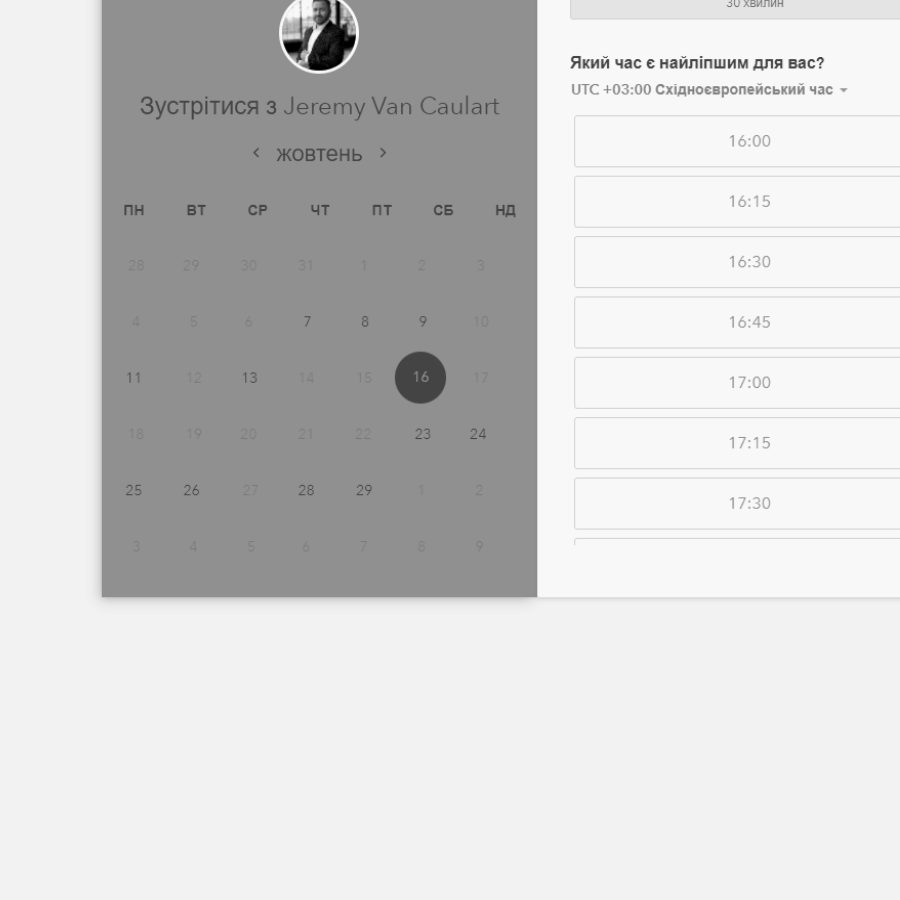 Зустрітися з Jeremy Van Caulart
жовтень
ПН ВТ СР ЧТ ПТ СБ НД
28 29 30 31 1 2 3
4 5 6 7 8 9 10
11 12 13 14 15 16 17
18 19 20 21 22 23 24
25 26 27 28 29 1 2
3 4 5 6 7 8 9
30 хвилин
Який час є найліпшим для вас?
UTC +03:00 Східноєвропейський час
16:00
16:15
16:30
16:45
17:00
17:15
17:30